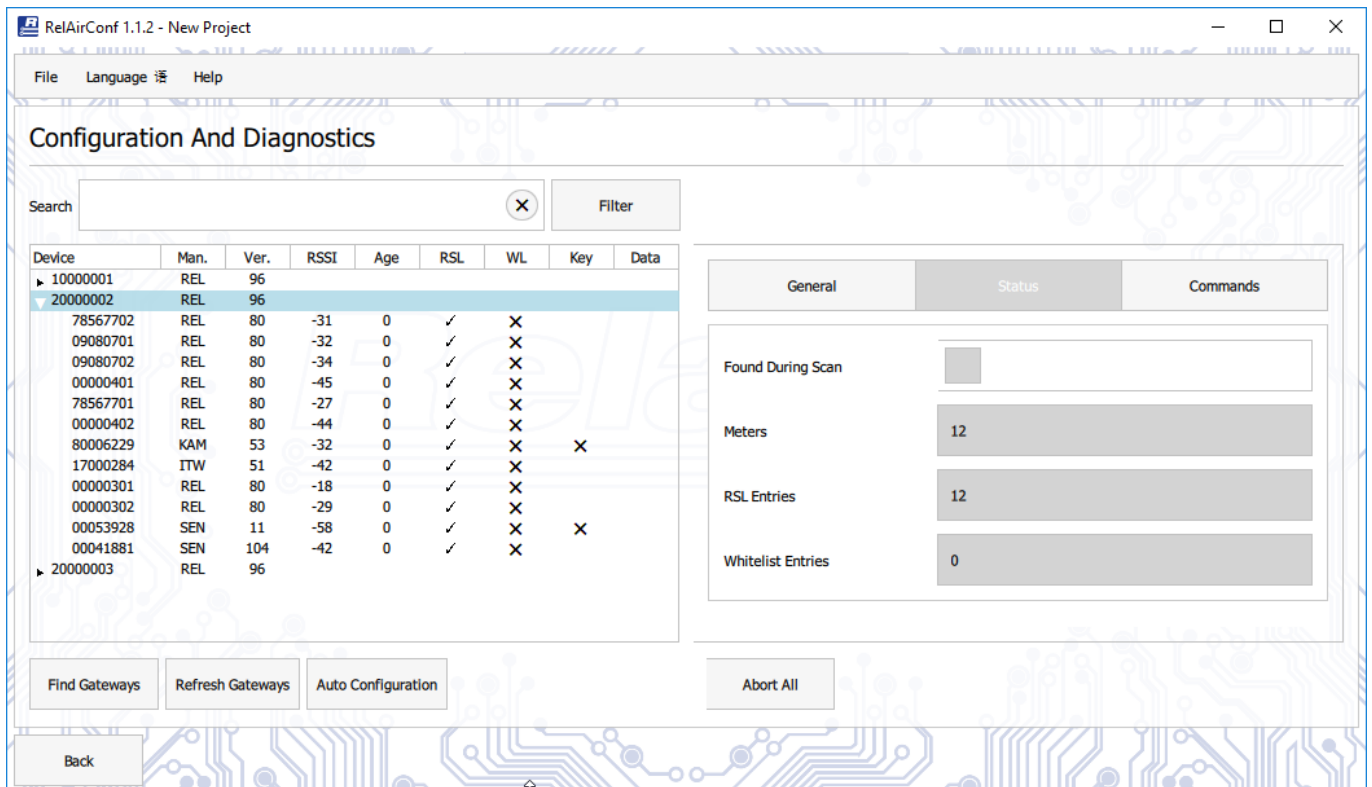 RelAirConf 1.1.2 - New Project
File Language 语 Help
Configuration And Diagnostics
Search Filter
Device Man. Ver. RSSI Age RSL WL Key Data
10000001 REL 96
20000002 REL 96
78567702 REL 80 -31 0 ✓ ✕
09080701 REL 80 -32 0 ✓ ✕
09080702 REL 80 -34 0 ✓ ✕
00000401 REL 80 -45 0 ✓ ✕
78567701 REL 80 -27 0 ✓ ✕
00000402 REL 80 -44 0 ✓ ✕
80006229 KAM 53 -32 0 ✓ ✕ ✕
17000284 ITW 51 -42 0 ✓ ✕
00000301 REL 80 -18 0 ✓ ✕
00000302 REL 80 -29 0 ✓ ✕
00053928 SEN 11 -58 0 ✓ ✕ ✕
00041881 SEN 104 -42 0 ✓ ✕
20000003 REL 96
General Status Commands
Found During Scan
Meters 12
RSL Entries 12
Whitelist Entries 0
Find Gateways Refresh Gateways Auto Configuration Abort All
Back